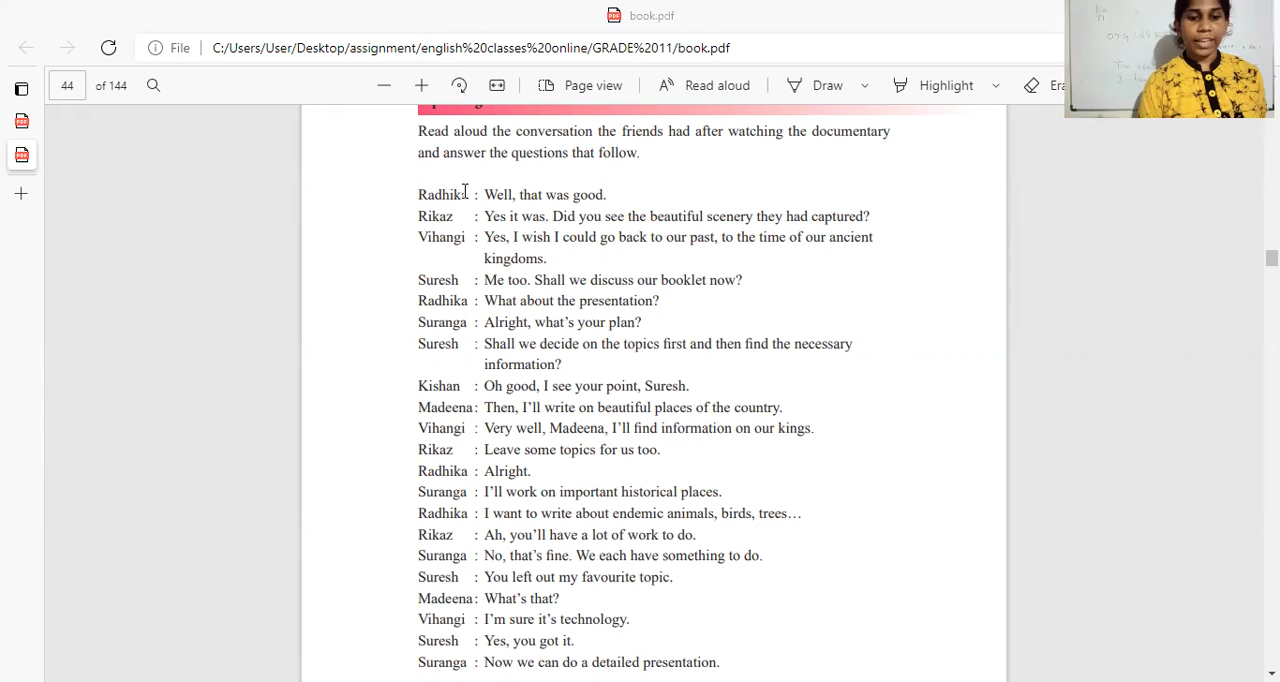 book.pdf
File
C:/Users/User/Desktop/assignment/english%20classes%20online/GRADE%2011/book.pdf
44 of 144
Page view
Read aloud
Draw
Highlight
Read aloud the conversation the friends had after watching the documentary
and answer the questions that follow.
: Well, that was good.
Rikaz : Yes it was. Did you see the beautiful scenery they had captured?
Vihangi : Yes, I wish I could go back to our past, to the time of our ancient
kingdoms.
Suresh : Me too. Shall we discuss our booklet now?
Radhika : What about the presentation?
Suranga : Alright, what's your plan?
Suresh : Shall we decide on the topics first and then find the necessary
information?
Kishan : Oh good, I see your point, Suresh.
Madeena : Then, I'll write on beautiful places of the country.
Vihangi : Very well, Madeena, I'll find information on our kings.
Rikaz : Leave some topics for us too.
Radhika : Alright.
Suranga : I'll work on important historical places.
Radhika : I want to write about endemic animals, birds, trees…
Rikaz : Ah, you'll have a lot of work to do.
Suranga : No, that's fine. We each have something to do.
Suresh : You left out my favourite topic.
Madeena : What's that?
Vihangi : I'm sure it's technology.
Suresh : Yes, you got it.
Suranga : Now we can do a detailed presentation.